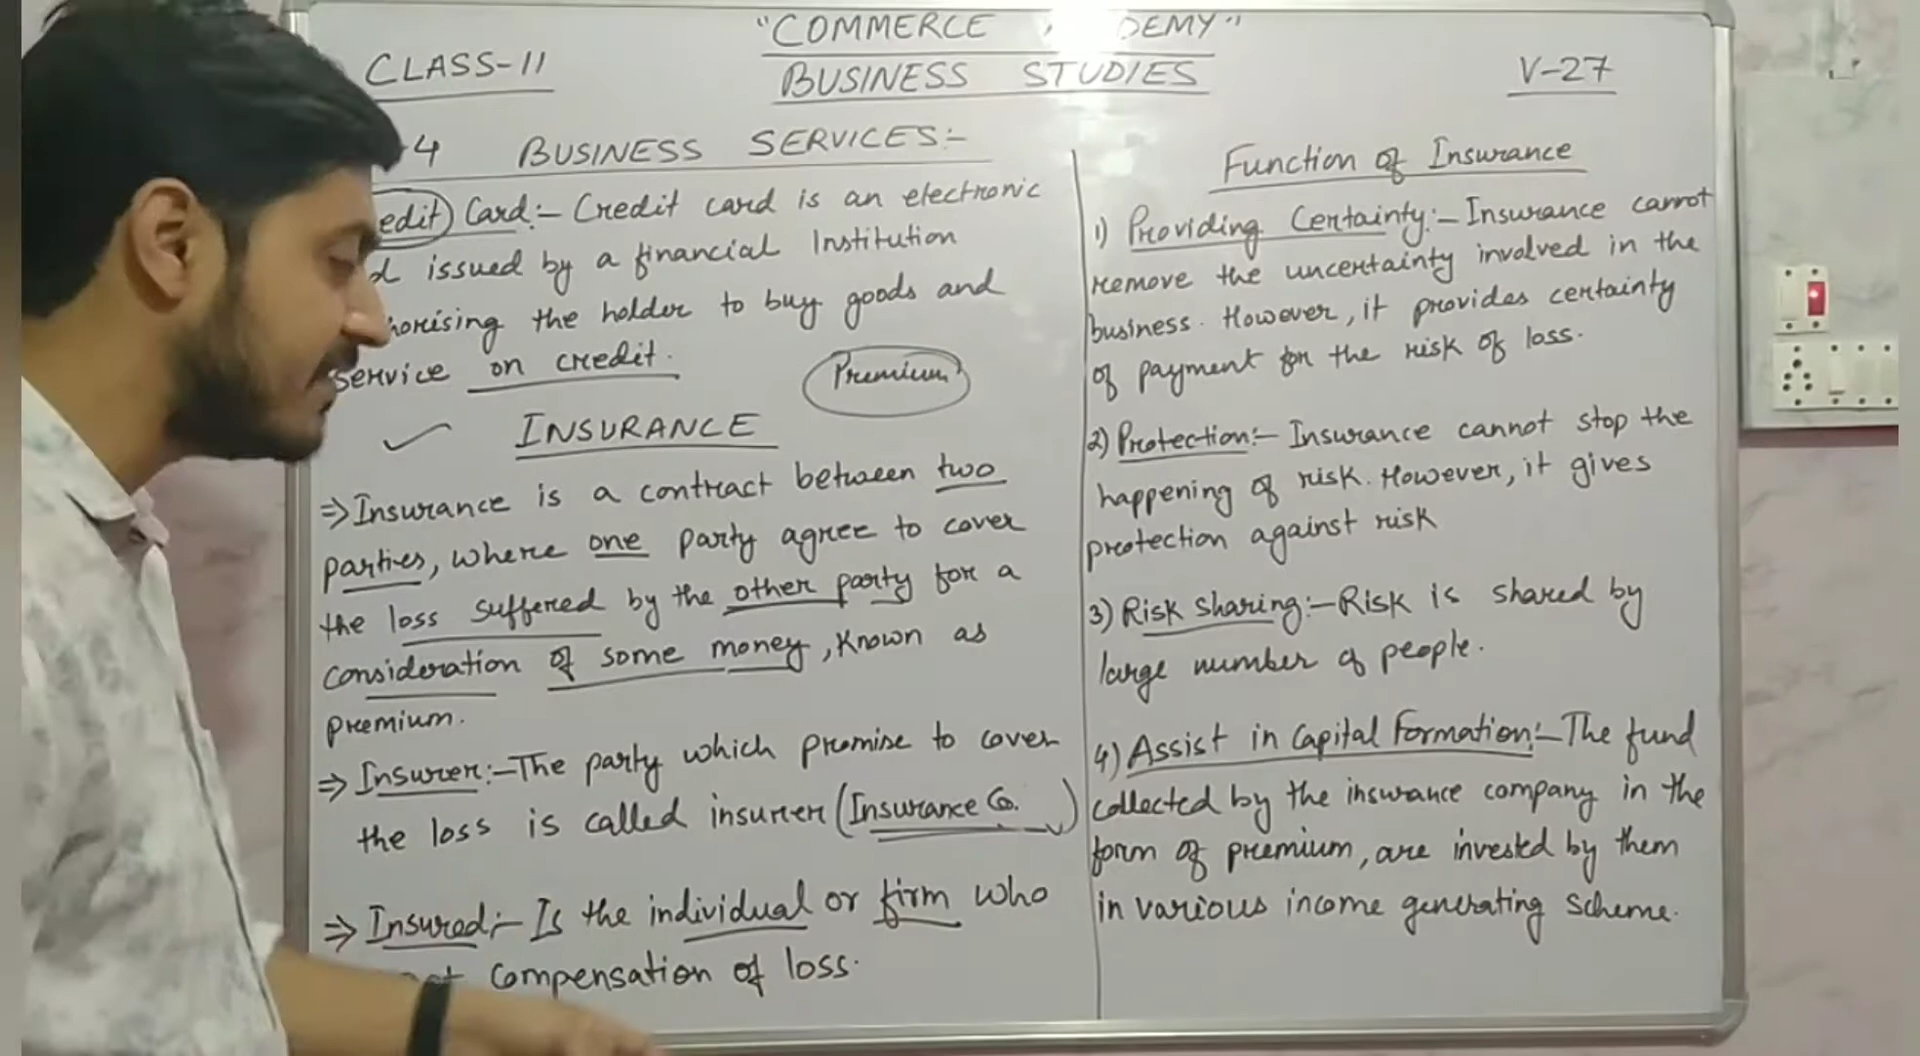 "COMMERCE DEMY"
CLASS-11
BUSINESS STUDIES
V-27
4 BUSINESS SERVICES:-
edit Card:- Credit card is an electronic
d issued by a financial Institution
horising the holder to buy goods and
service on credit.
Premium
INSURANCE
⇒ Insurance is a contract between two
parties, where one party agree to cover
the loss suffered by the other party for a
consideration of some money, known as
premium.
⇒ Insurer:- The party which promise to cover
the loss is called insurer (Insurance Co. )
⇒ Insured:- Is the individual or firm who
compensation of loss.
Function of Insurance
1) Providing Certainty:- Insurance cannot
remove the uncertainty involved in the
business. However, it provides certainty
of payment for the risk of loss.
2) Protection:- Insurance cannot stop the
happening of risk. However, it gives
protection against risk
3) Risk Sharing:- Risk is shared by
large number of people.
4) Assist in Capital Formation:- The fund
collected by the insurance company in the
form of premium, are invested by them
in various income generating scheme.